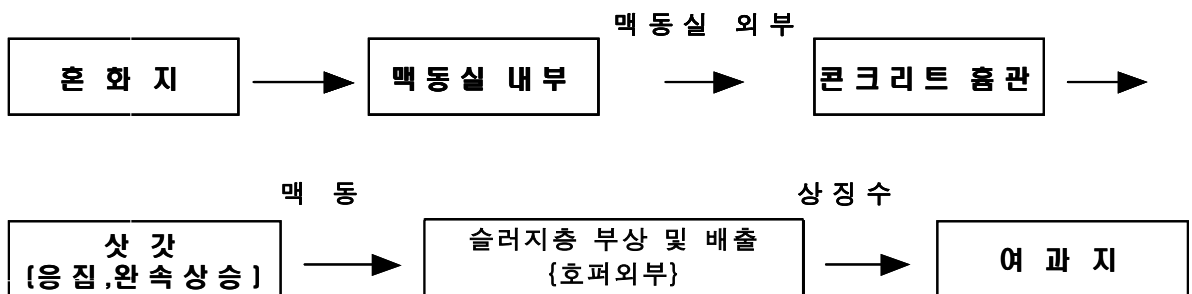 맥동실 외부
혼화지
맥동실 내부
콘크리트 흄관
맥 동
상징수
삿갓
(응집,완속상승)
슬러지층 부상 및 배출
{호퍼외부}
여과지